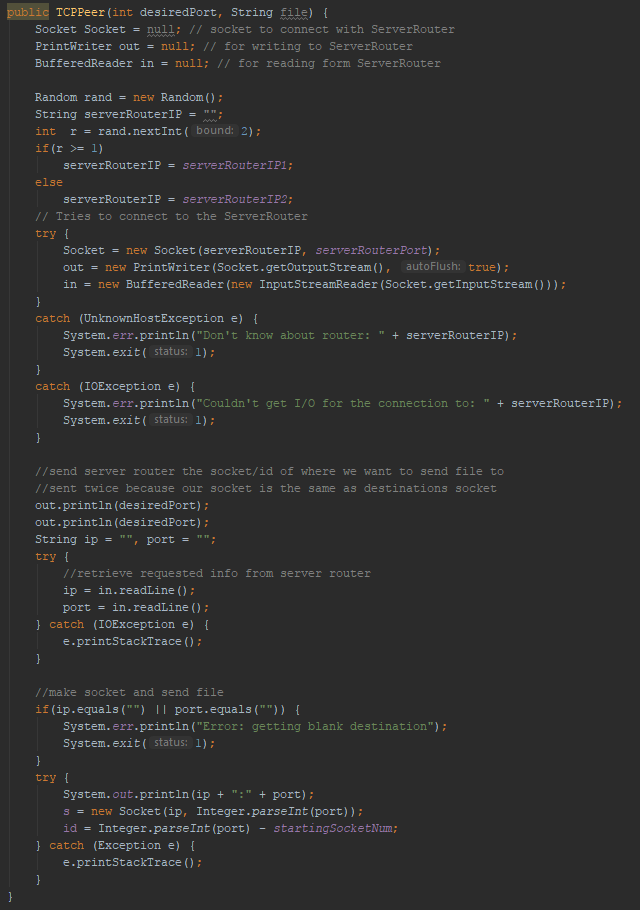 public TCPPeer(int desiredPort, String file) {
    Socket Socket = null; // socket to connect with ServerRouter
    PrintWriter out = null; // for writing to ServerRouter
    BufferedReader in = null; // for reading form ServerRouter

    Random rand = new Random();
    String serverRouterIP = "";
    int  r = rand.nextInt( bound: 2);
    if(r >= 1)
        serverRouterIP = serverRouterIP1;
    else
        serverRouterIP = serverRouterIP2;
    // Tries to connect to the ServerRouter
    try {
        Socket = new Socket(serverRouterIP, serverRouterPort);
        out = new PrintWriter(Socket.getOutputStream(), autoFlush: true);
        in = new BufferedReader(new InputStreamReader(Socket.getInputStream()));
    }
    catch (UnknownHostException e) {
        System.err.println("Don't know about router: " + serverRouterIP);
        System.exit( status: 1);
    }
    catch (IOException e) {
        System.err.println("Couldn't get I/O for the connection to: " + serverRouterIP);
        System.exit( status: 1);
    }

    //send server router the socket/id of where we want to send file to
    //sent twice because our socket is the same as destinations socket
    out.println(desiredPort);
    out.println(desiredPort);
    String ip = "", port = "";
    try {
        //retrieve requested info from server router
        ip = in.readLine();
        port = in.readLine();
    } catch (IOException e) {
        e.printStackTrace();
    }

    //make socket and send file
    if(ip.equals("") || port.equals("")) {
        System.err.println("Error: getting blank destination");
        System.exit( status: 1);
    }
    try {
        System.out.println(ip + ":" + port);
        s = new Socket(ip, Integer.parseInt(port));
        id = Integer.parseInt(port) - startingSocketNum;
    } catch (Exception e) {
        e.printStackTrace();
    }
}